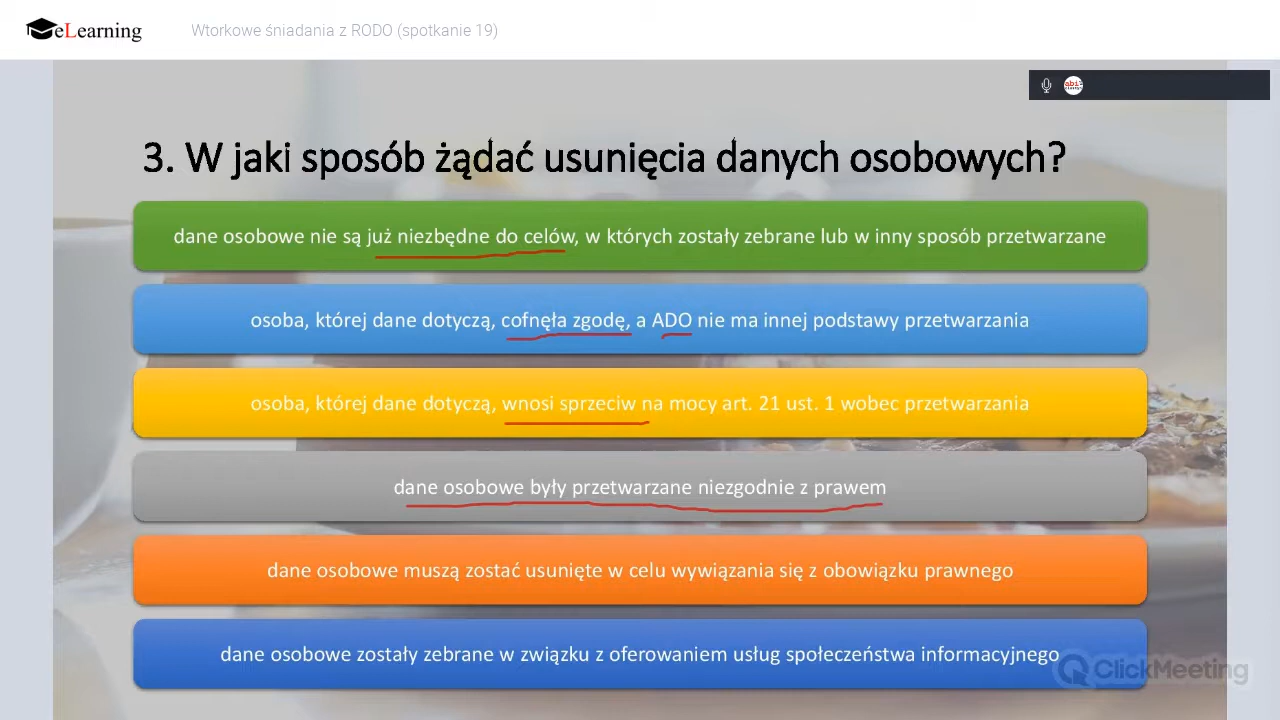 eLearning
Wtorkowe śniadania z RODO (spotkanie 19)
abi
3. W jaki sposób żądać usunięcia danych osobowych?
dane osobowe nie są już niezbędne do celów, w których zostały zebrane lub w inny sposób przetwarzane
osoba, której dane dotyczą, cofnęła zgodę, a ADO nie ma innej podstawy przetwarzania
osoba, której dane dotyczą, wnosi sprzeciw na mocy art. 21 ust. 1 wobec przetwarzania
dane osobowe były przetwarzane niezgodnie z prawem
dane osobowe muszą zostać usunięte w celu wywiązania się z obowiązku prawnego
dane osobowe zostały zebrane w związku z oferowaniem usług społeczeństwa informacyjnego
ClickMeeting